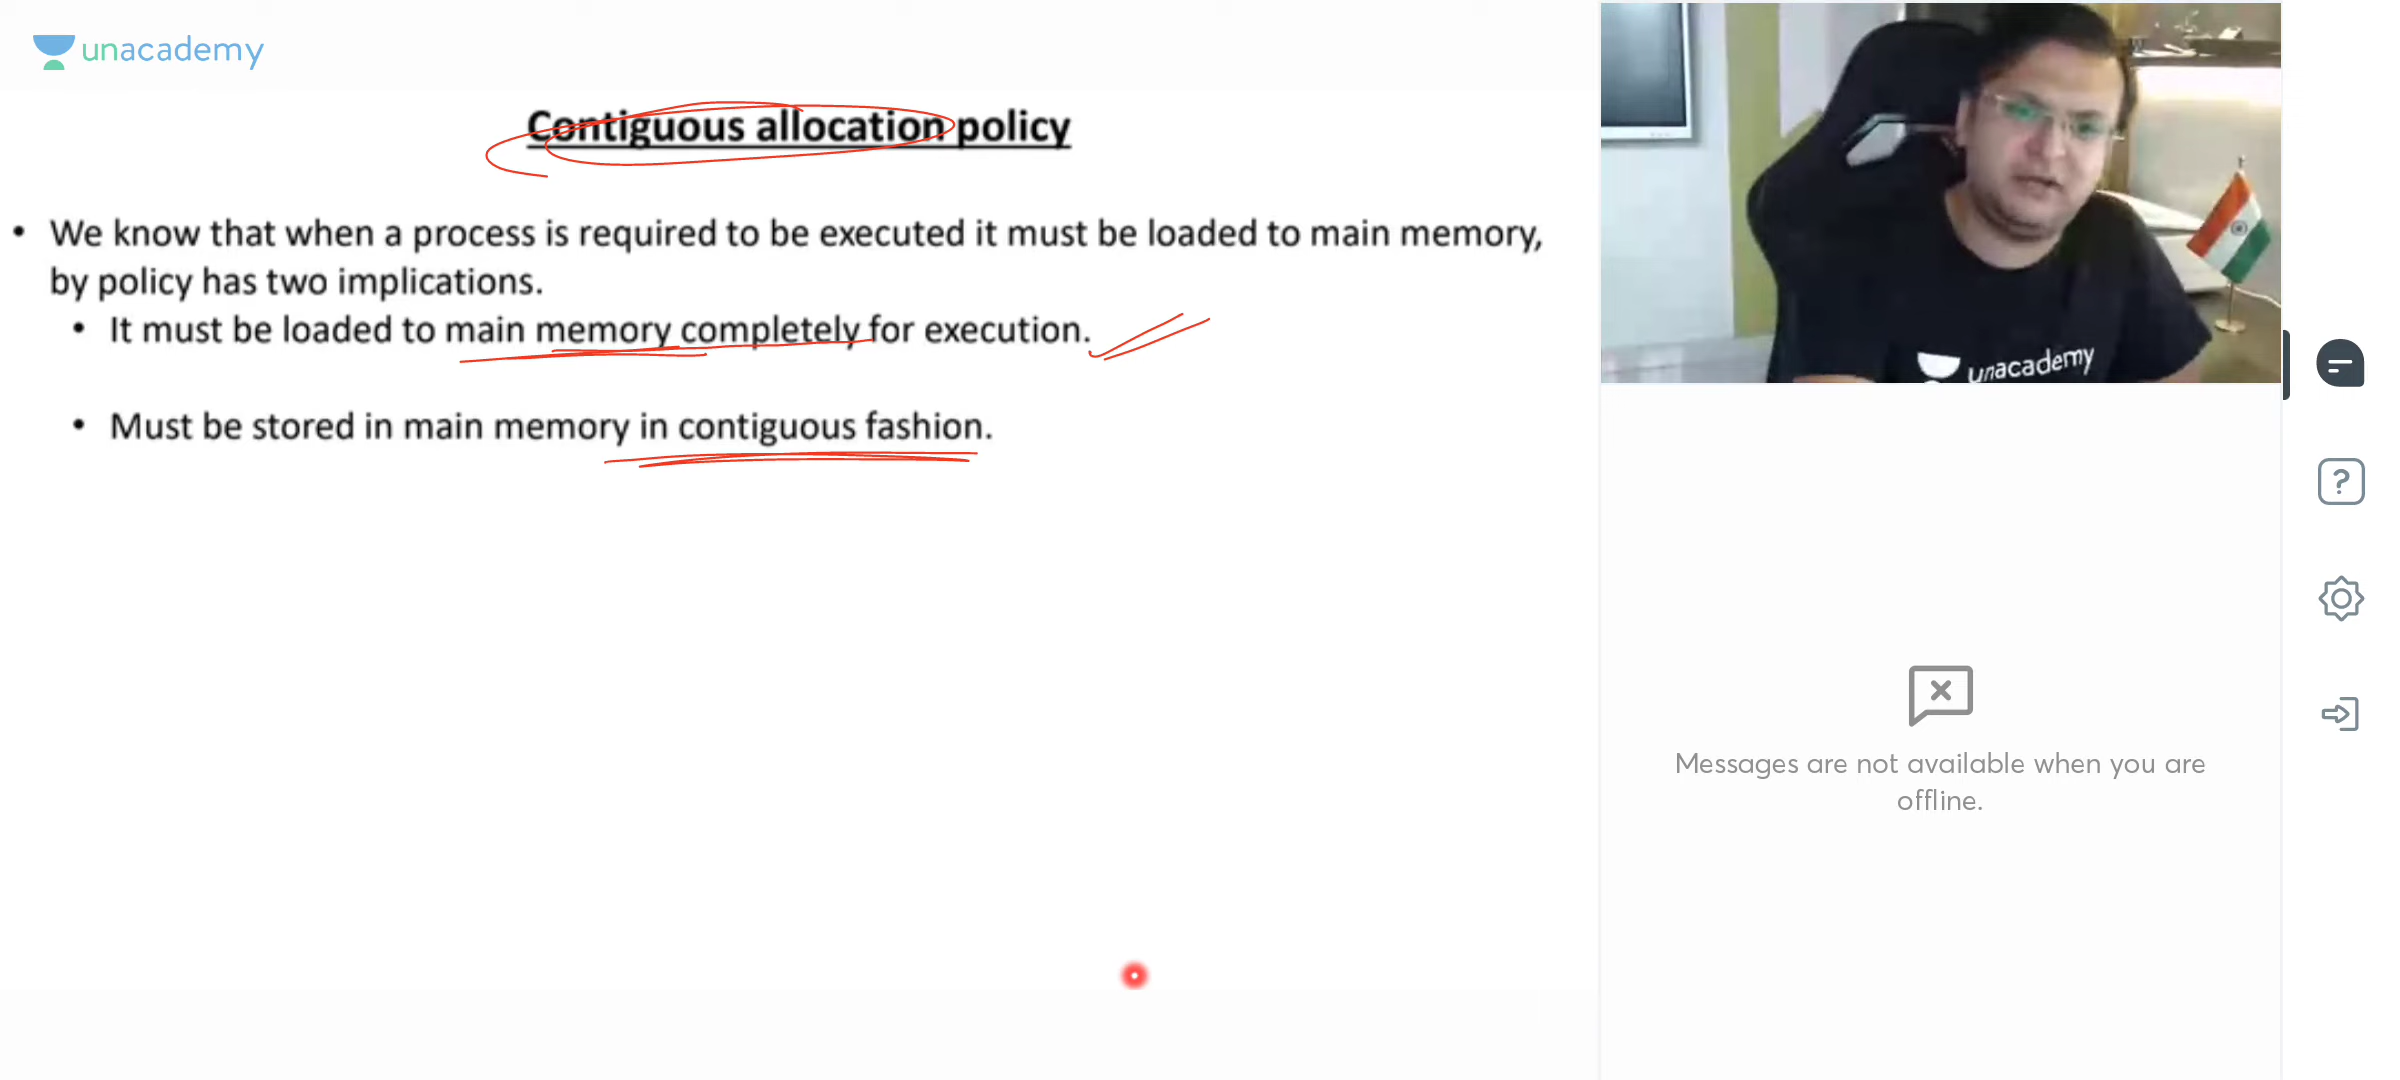 unacademy
Contiguous allocation policy
• We know that when a process is required to be executed it must be loaded to main memory,
by policy has two implications.
• It must be loaded to main memory completely for execution.
• Must be stored in main memory in contiguous fashion.
unacademy
?
Messages are not available when you are
offline.